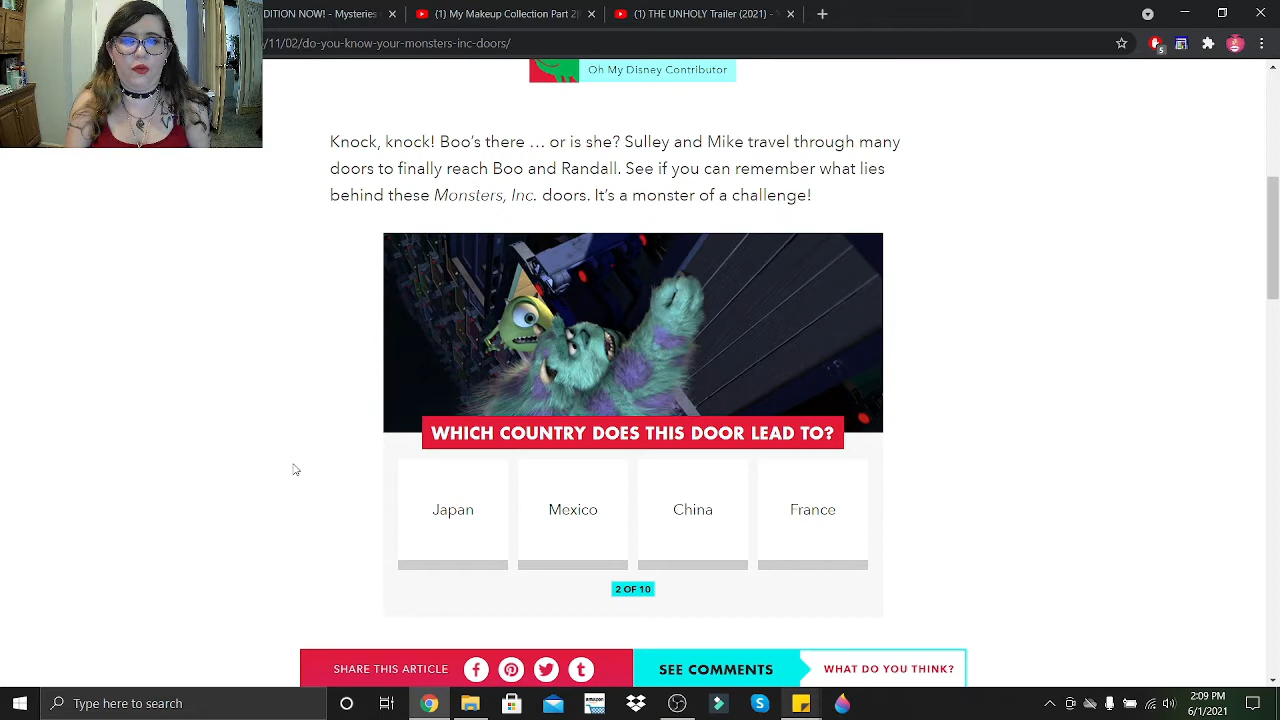 DITION NOW! - Mysteries
(1) My Makeup Collection Part 2|
(1) THE UNHOLY Trailer (2021) -
/11/02/do-you-know-your-monsters-inc-doors/
Oh My Disney Contributor
Knock, knock! Boo's there … or is she? Sulley and Mike travel through many
doors to finally reach Boo and Randall. See if you can remember what lies
behind these Monsters, Inc. doors. It's a monster of a challenge!
WHICH COUNTRY DOES THIS DOOR LEAD TO?
Japan
Mexico
China
France
2 OF 10
SHARE THIS ARTICLE
SEE COMMENTS
WHAT DO YOU THINK?
Type here to search
amazon
2:09 PM
6/1/2021